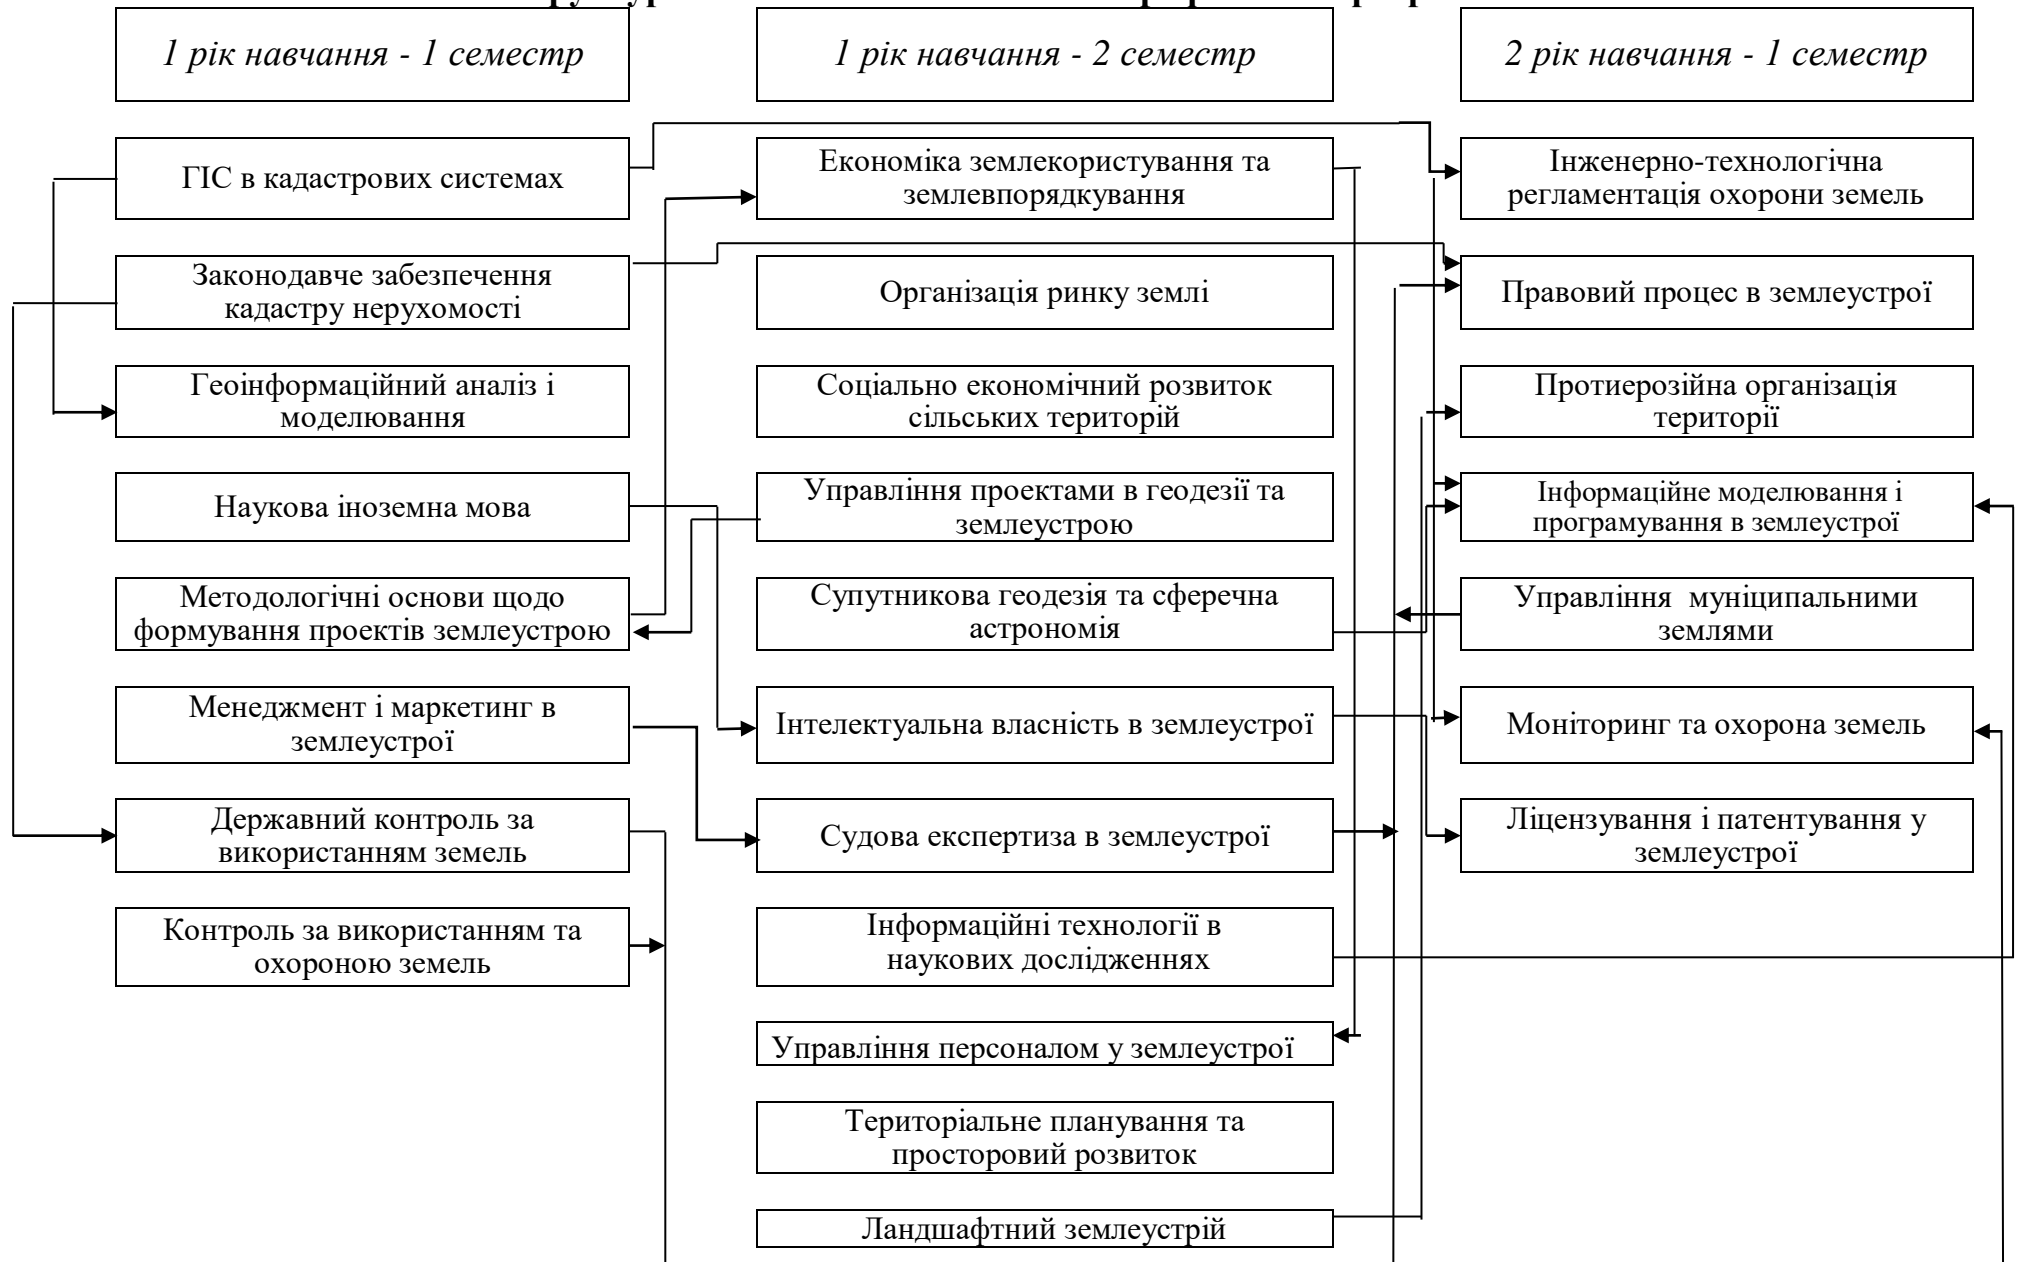 1 рік навчання - 1 семестр
1 рік навчання - 2 семестр
2 рік навчання - 1 семестр
ГІС в кадастрових системах
Законодавче забезпечення
кадастру нерухомості
Геоінформаційний аналіз і
моделювання
Наукова іноземна мова
Методологічні основи щодо
формування проектів землеустрою
Менеджмент і маркетинг в
землеустрої
Державний контроль за
використанням земель
Контроль за використанням та
охороною земель
Економіка землекористування та
землевпорядкування
Організація ринку землі
Соціально економічний розвиток
сільських територій
Управління проектами в геодезії та
землеустрою
Супутникова геодезія та сферечна
астрономія
Інтелектуальна власність в землеустрої
Судова експертиза в землеустрої
Інформаційні технології в
наукових дослідженнях
Управління персоналом у землеустрої
Територіальне планування та
просторовий розвиток
Ландшафтний землеустрій
Інженерно-технологічна
регламентація охорони земель
Правовий процес в землеустрої
Протиерозійна організація
території
Інформаційне моделювання і
програмування в землеустрої
Управління муніципальними
землями
Моніторинг та охорона земель
Ліцензування і патентування у
землеустрої